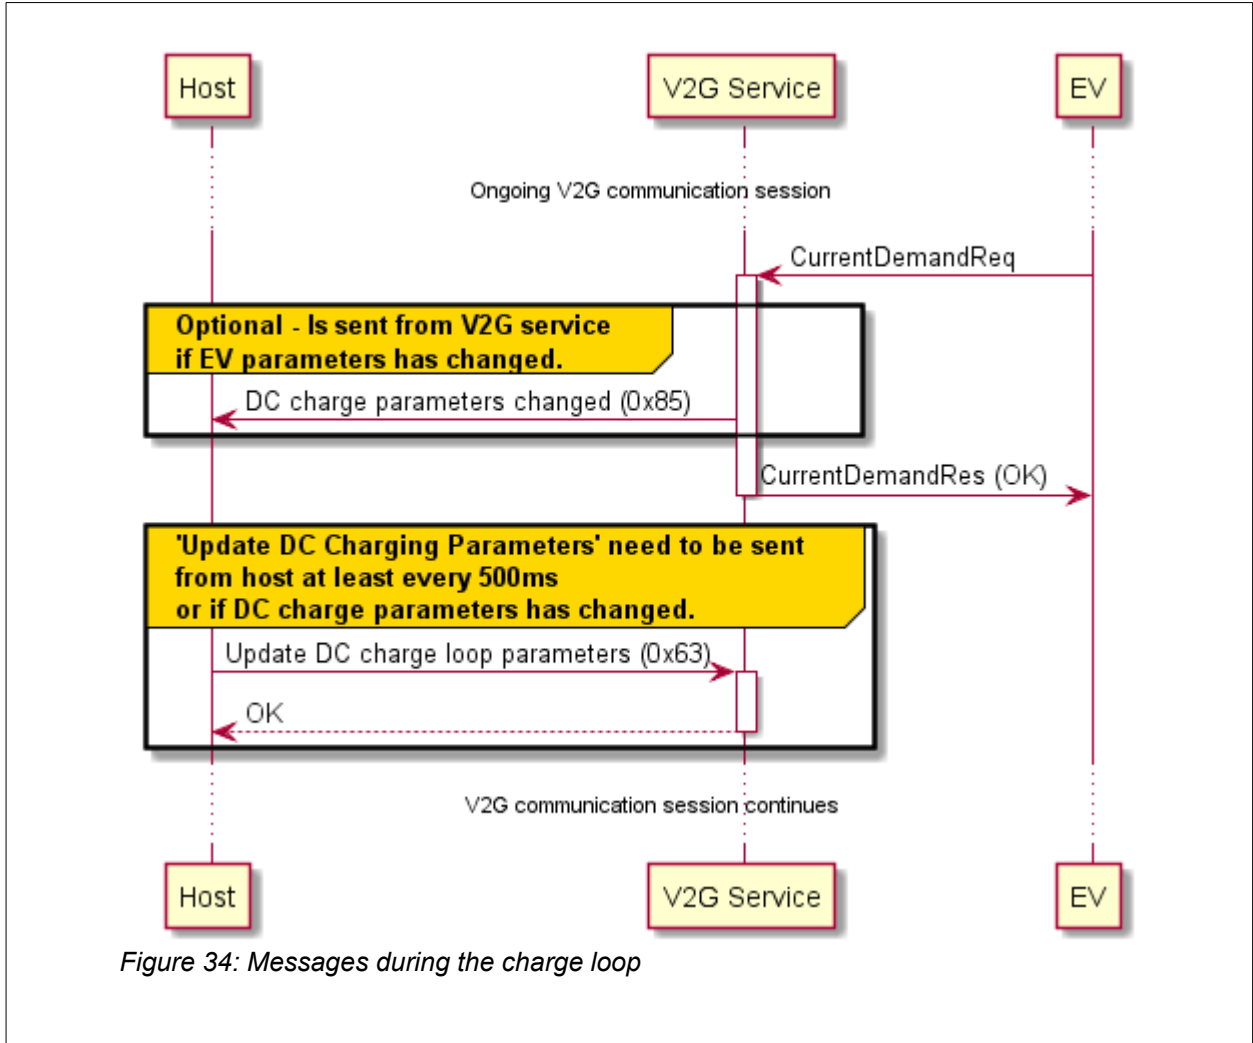 Host
V2G Service
EV
Ongoing V2G communication session
CurrentDemandReq
Optional - Is sent from V2G service
if EV parameters has changed.
DC charge parameters changed (0x85)
CurrentDemandRes (OK)
'Update DC Charging Parameters' need to be sent
from host at least every 500ms
or if DC charge parameters has changed.
Update DC charge loop parameters (0x63)
OK
V2G communication session continues
Host
V2G Service
EV
Figure 34: Messages during the charge loop